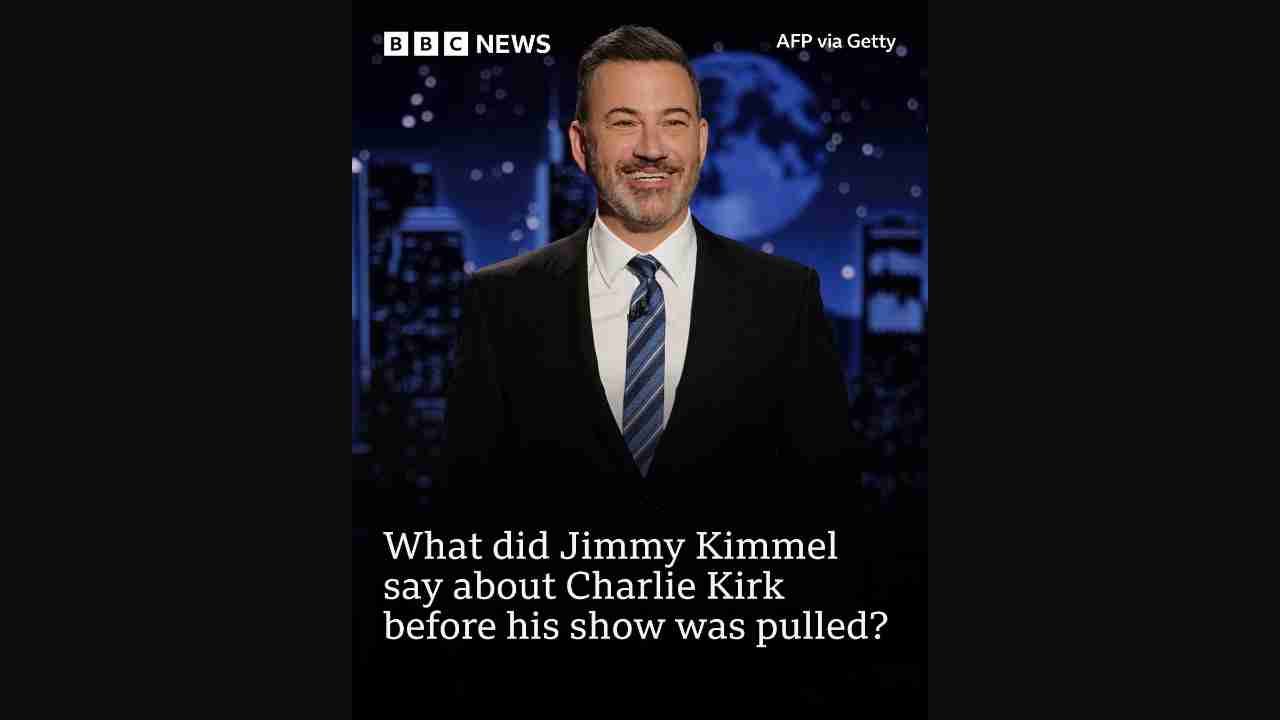 BBC NEWS
AFP via Getty
What did Jimmy Kimmel
say about Charlie Kirk
before his show was pulled?